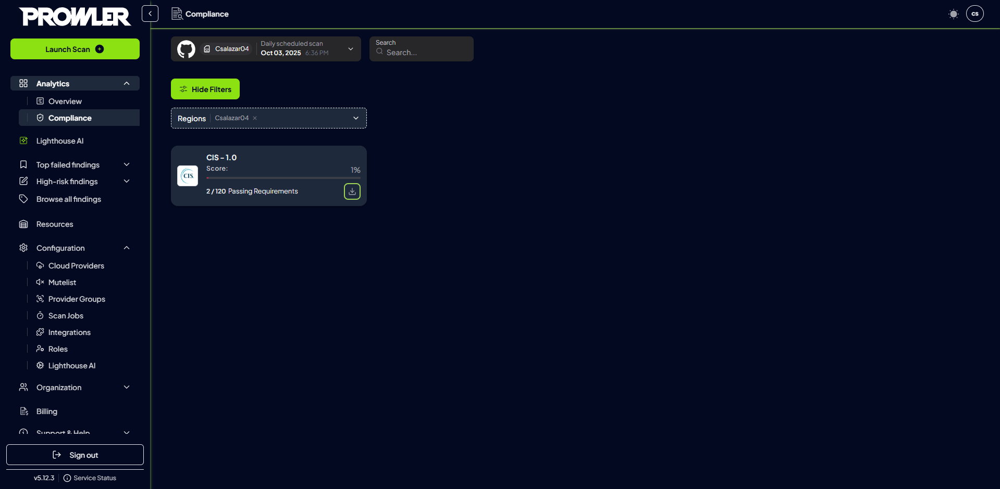 PROWLER
Launch Scan
Analytics
Overview
Compliance
Lighthouse AI
Top failed findings
High-risk findings
Browse all findings
Resources
Configuration
Cloud Providers
Mutelist
Provider Groups
Scan Jobs
Integrations
Roles
Lighthouse AI
Organization
Billing
Support & Help
Sign out
v5.12.3
Service Status
Compliance
cs
Csalazar04
Daily scheduled scan
Oct 03, 2025 6:36 PM
Search
Search...
Hide Filters
Regions Csalazar04
CIS - 1.0
CIS.
Score:
1%
2 / 120 Passing Requirements